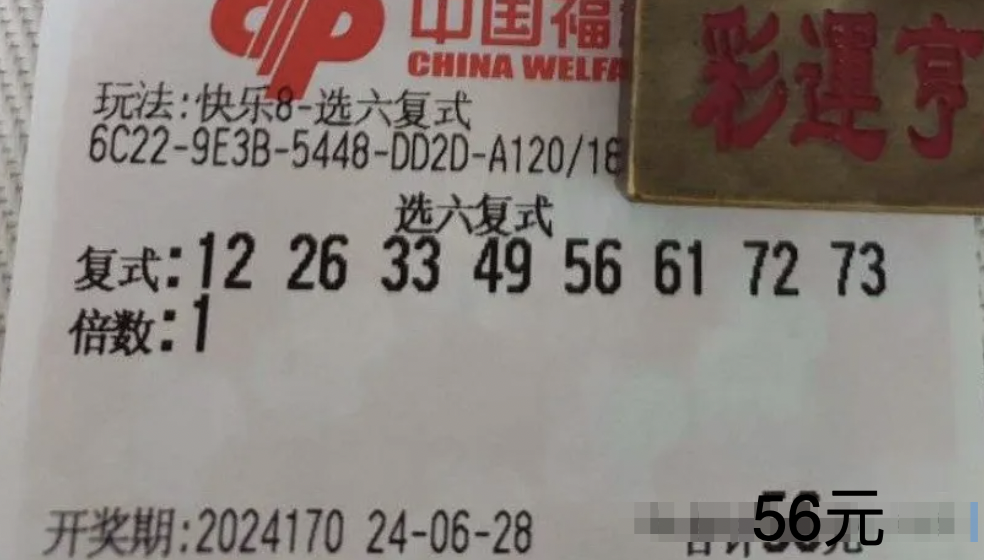 中国福
CHINA WELFA
彩運亨
玩法:快乐8-选六复式
6C22-9E3B-5448-DD2D-A120/18
选六复式
复式:12 26 33 49 56 61 72 73
倍数:1
开奖期:2024170 24-06-28
56元